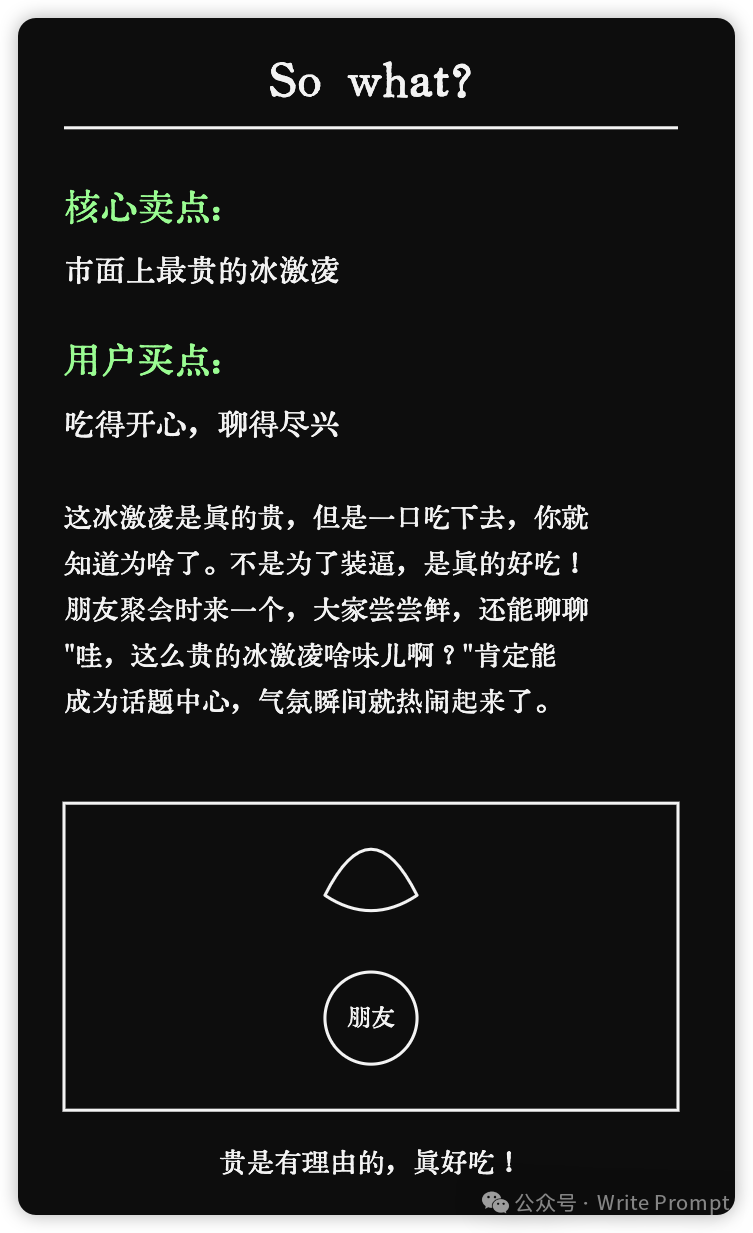 So what?
核心卖点:
市面上最贵的冰激凌
用户买点:
吃得开心，聊得尽兴
这冰激凌是真的贵，但是一口吃下去，你就
知道为啥了。不是为了装逼，是真的好吃！
朋友聚会时来一个，大家尝尝鲜，还能聊聊
"哇，这么贵的冰激凌啥味儿啊？"肯定能
成为话题中心，气氛瞬间就热闹起来了。
朋友
贵是有理由的，真好吃！
公众号 · Write Prompt